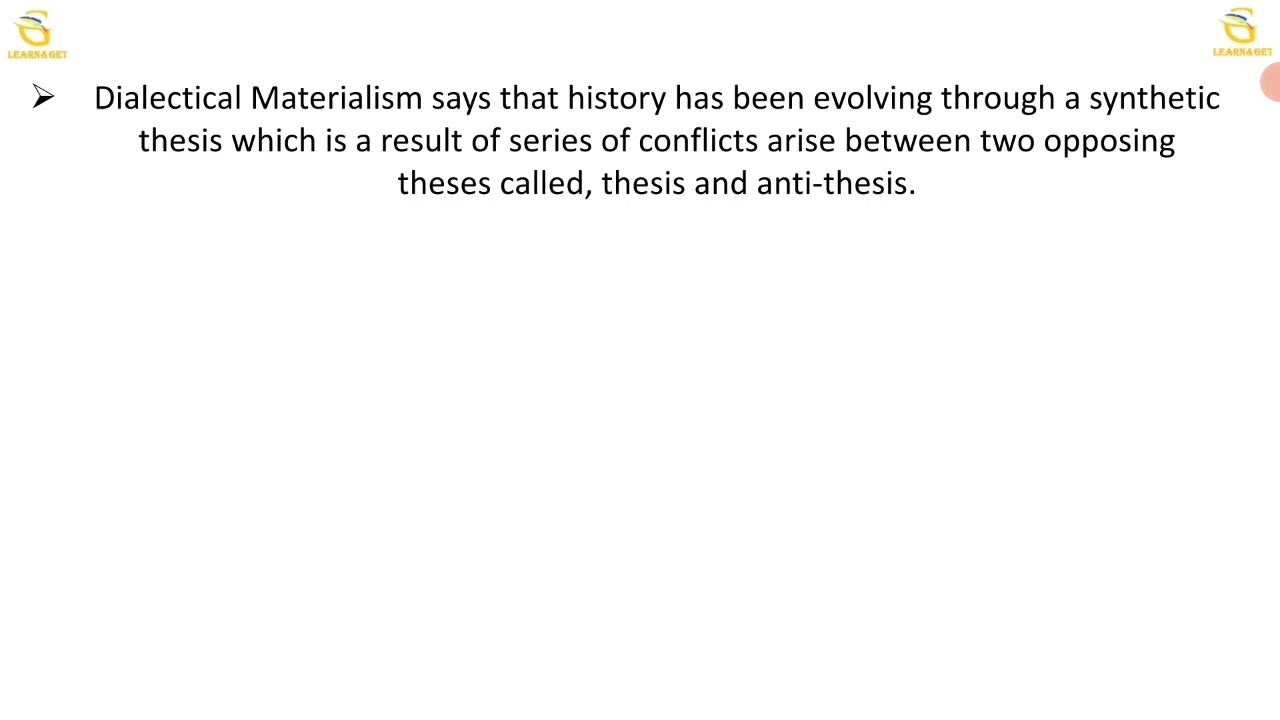 LEARN&GET
LEARN&GET
➢ Dialectical Materialism says that history has been evolving through a synthetic
thesis which is a result of series of conflicts arise between two opposing
theses called, thesis and anti-thesis.